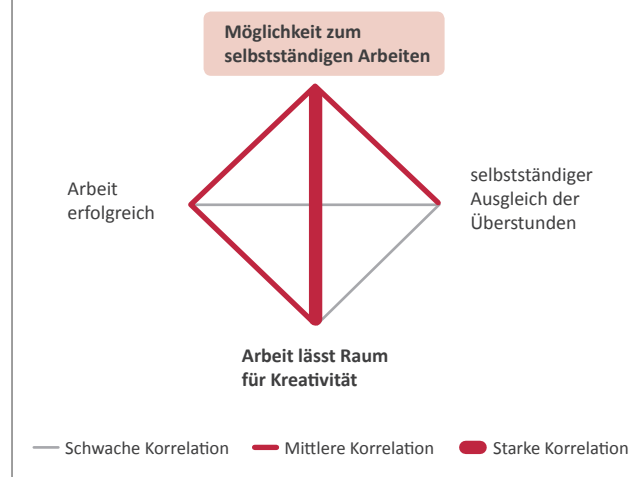 Möglichkeit zum
selbstständigen Arbeiten
Arbeit
erfolgreich
selbstständiger
Ausgleich der
Überstunden
Arbeit lässt Raum
für Kreativität
Schwache Korrelation
Mittlere Korrelation
Starke Korrelation